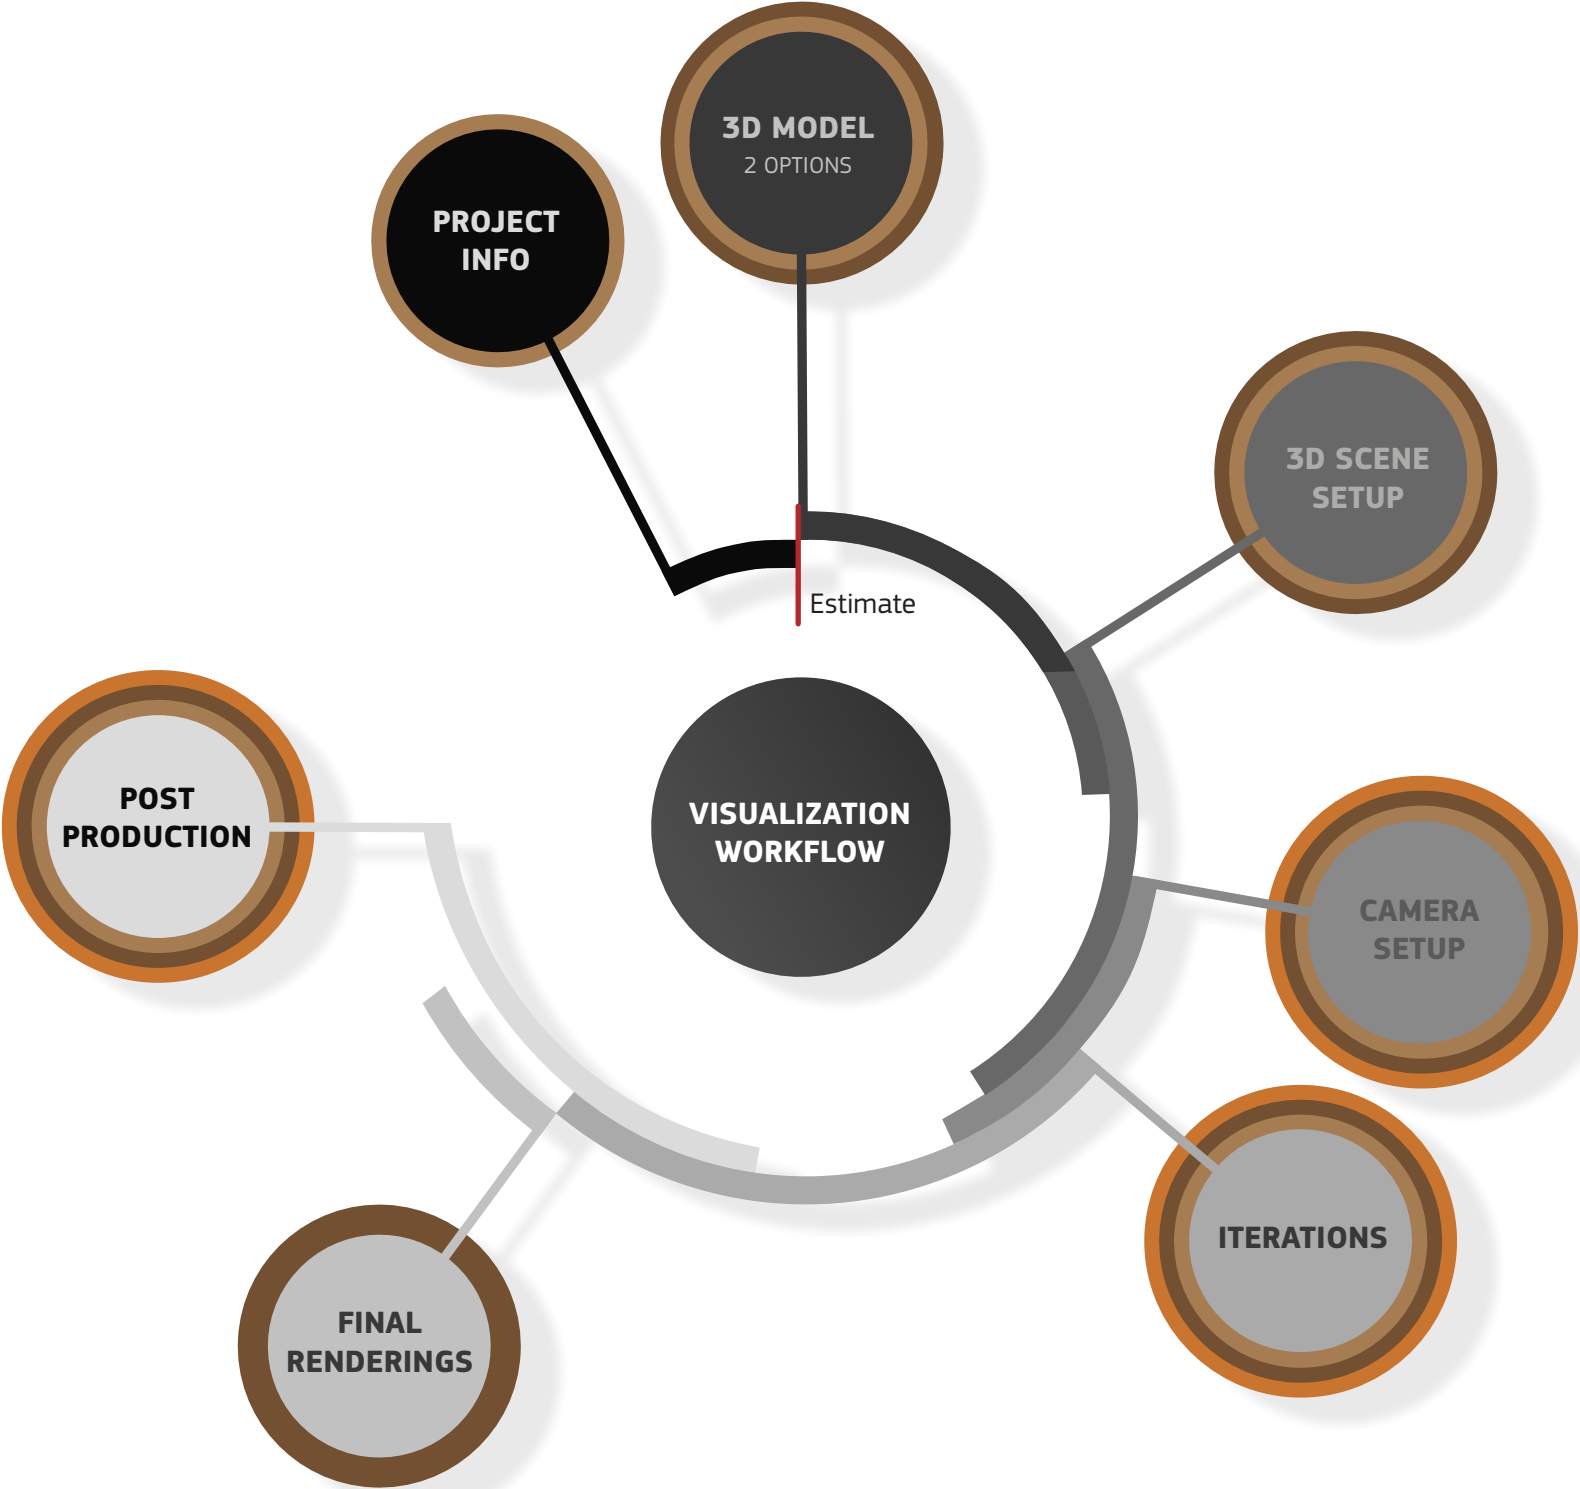 3D MODEL
2 OPTIONS
PROJECT
INFO
3D SCENE
SETUP
Estimate
POST
PRODUCTION
VISUALIZATION
WORKFLOW
CAMERA
SETUP
ITERATIONS
FINAL
RENDERINGS